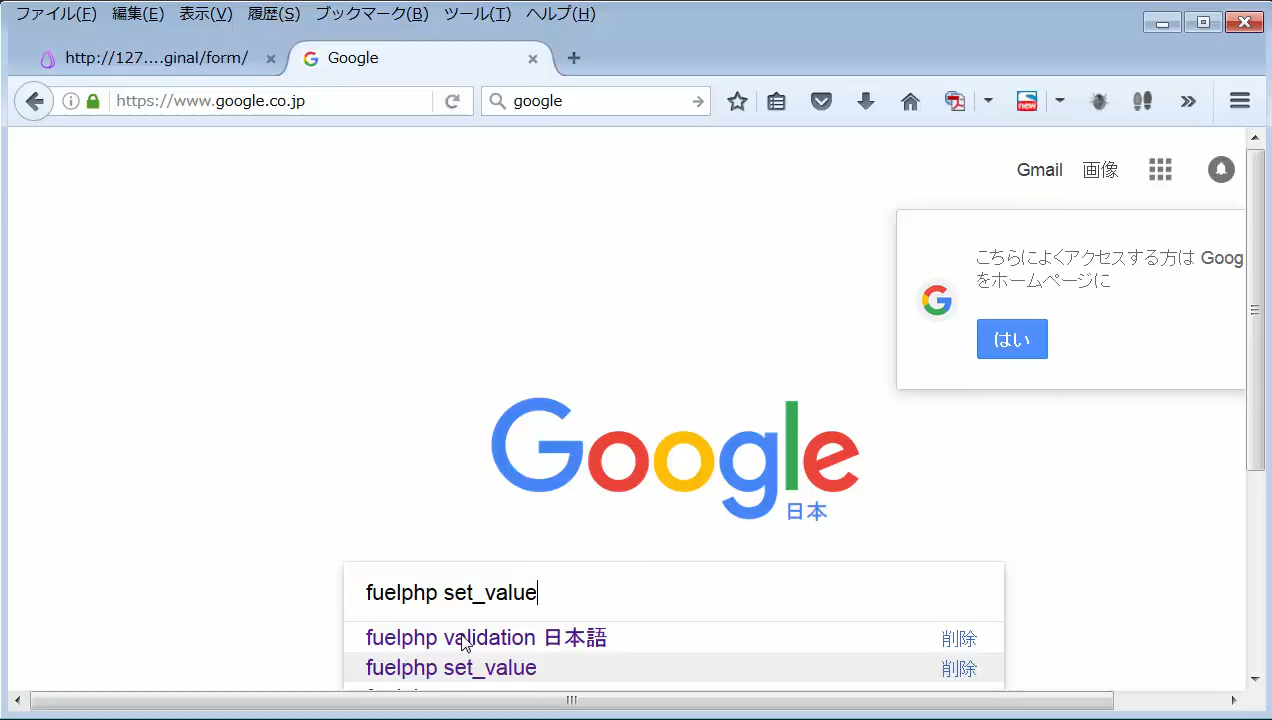 ファイル(F) 編集(E) 表示(V) 履歴(S) ブックマーク(B) ツール(T) ヘルプ(H)
http://127....ginal/form/ Google
https://www.google.co.jp google
new
Gmail 画像
こちらによくアクセスする方は Goog
をホームページに
はい
Google
日本
fuelphp set_value
fuelphp validation 日本語 削除
fuelphp set_value 削除